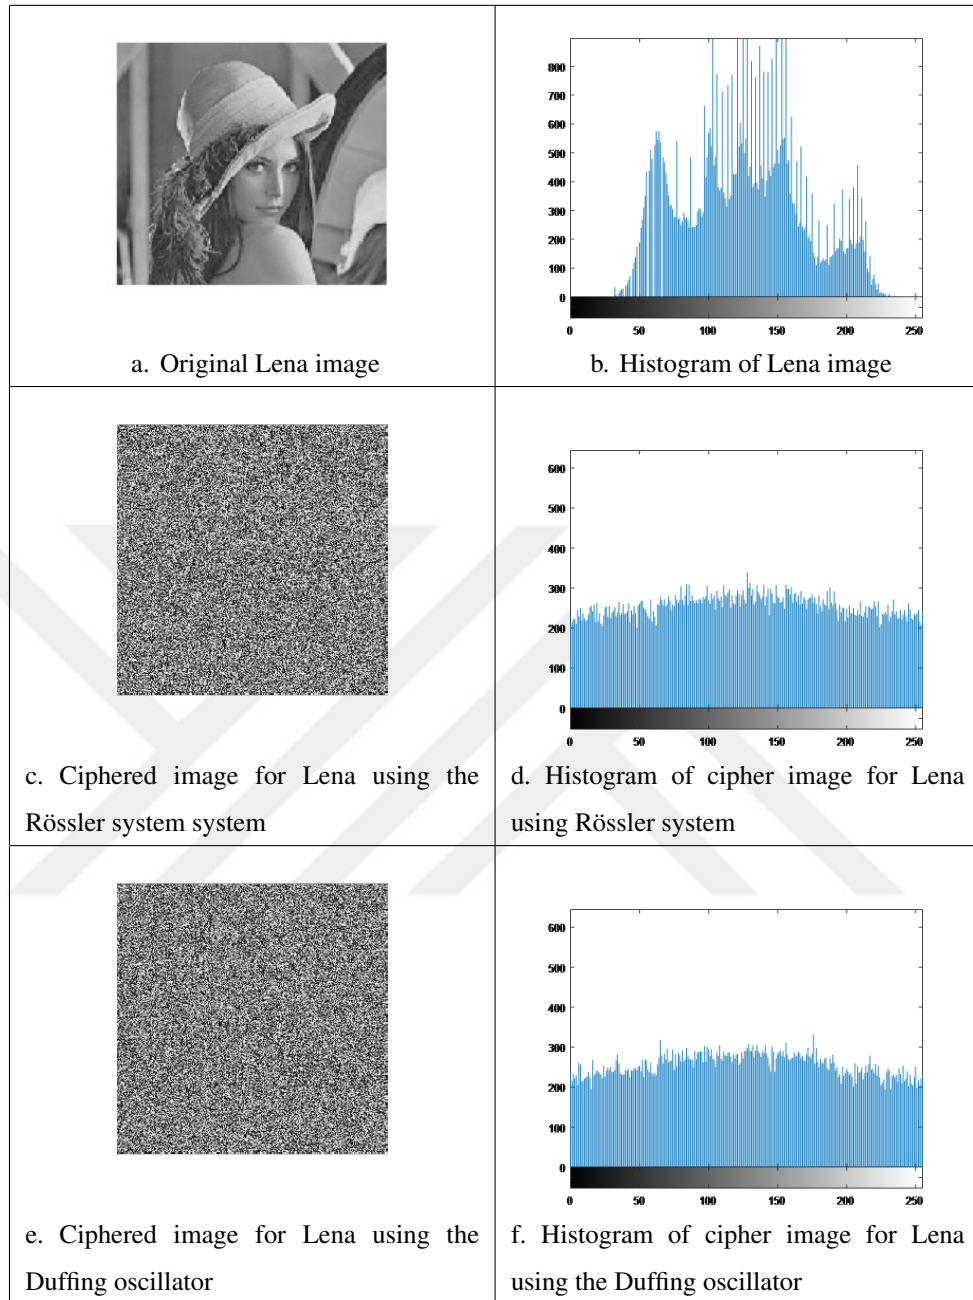 800
700
600
500
400
300
200
100
0
0 50 100 150 200 250
a. Original Lena image
b. Histogram of Lena image
600
500
400
300
200
100
0
0 50 100 150 200 250
c. Ciphered image for Lena using the
Rössler system system
d. Histogram of cipher image for Lena
using Rössler system
600
500
400
300
200
100
0
0 50 100 150 200 250
e. Ciphered image for Lena using the
Duffing oscillator
f. Histogram of cipher image for Lena
using the Duffing oscillator